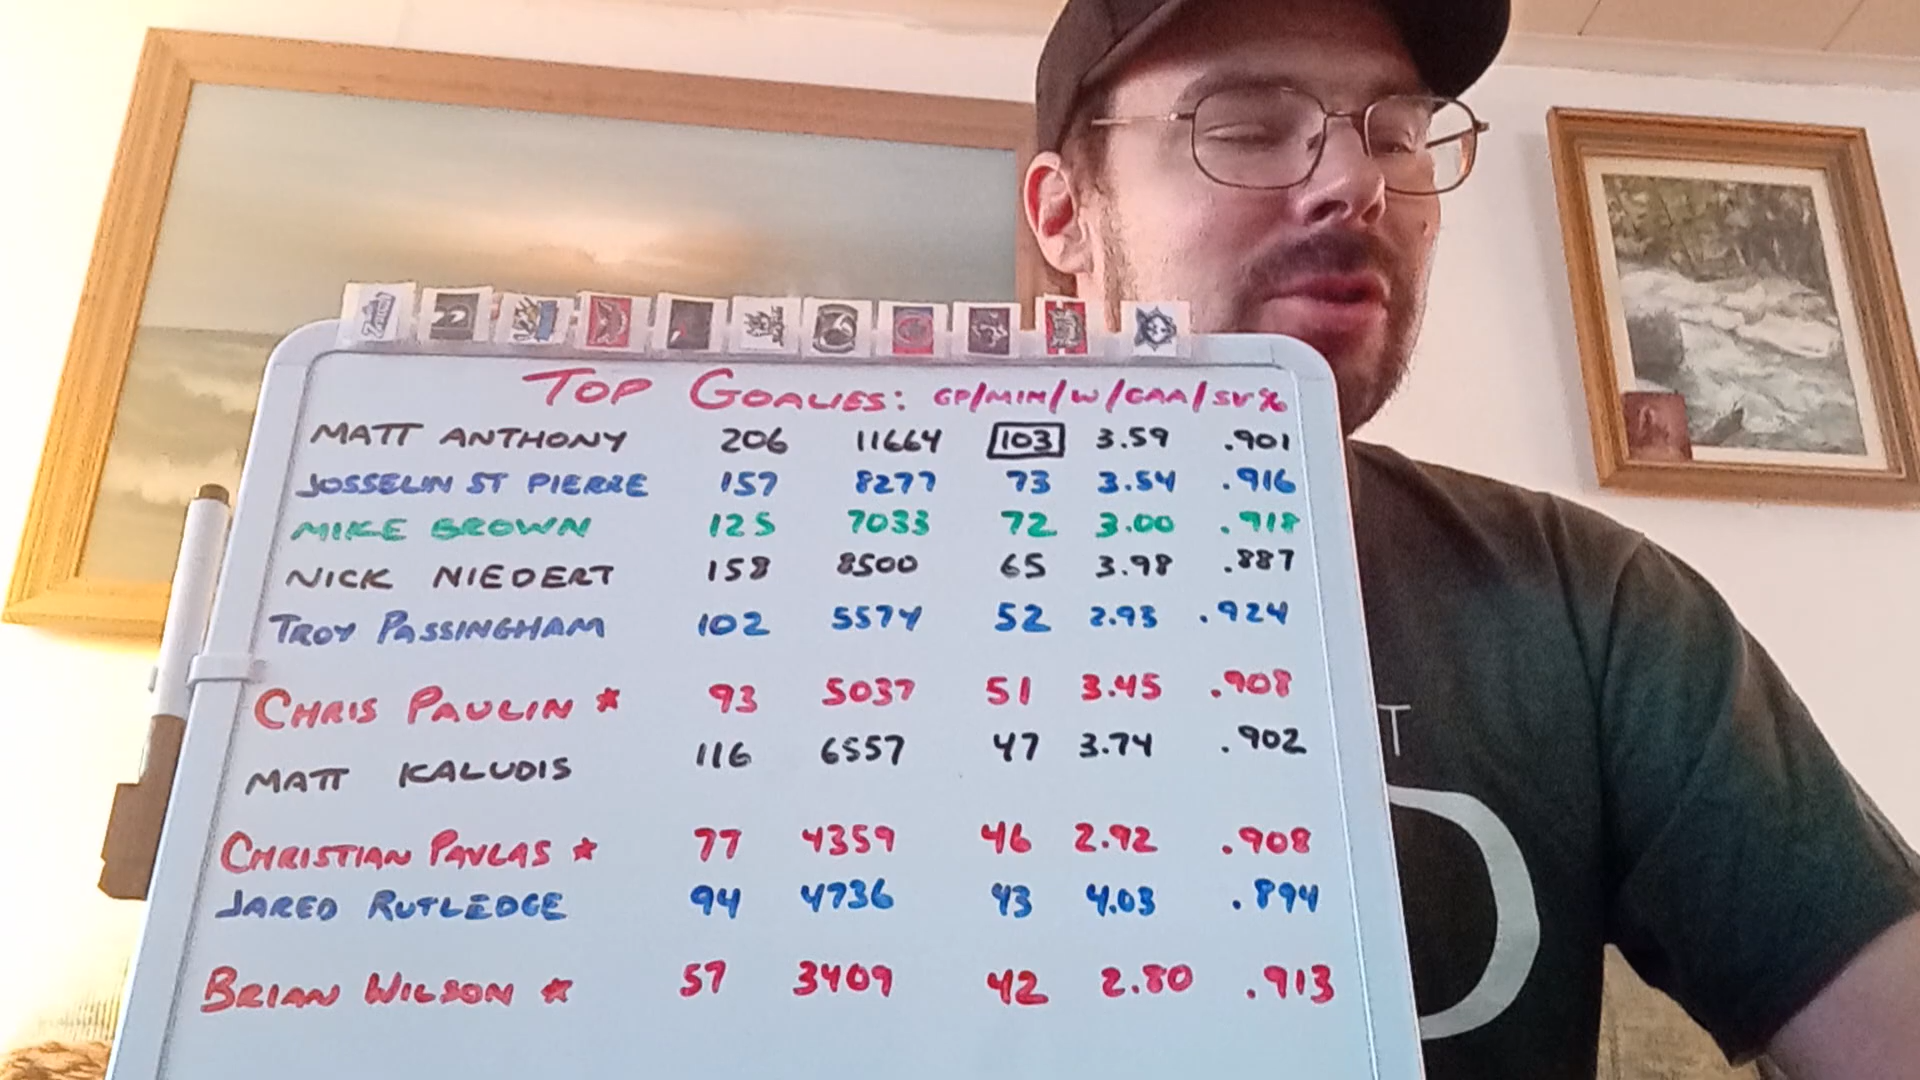 TOP GOALIES: GP/MIN/W/GAA/SV%
MATT ANTHONY 206 11664 103 3.59 .901
JOSSELIN ST PIERRE 157 8277 73 3.54 .916
MIKE BROWN 125 7033 72 3.00 .918
NICK NIEDERT 158 8500 65 3.98 .887
TROY PASSINGHAM 102 5574 52 2.93 .924
CHRIS PAULIN ★ 93 5037 51 3.45 .908
MATT KALUDIS 116 6557 47 3.74 .902
CHRISTIAN PAVLAS ★ 77 4359 46 2.92 .908
JARED RUTLEDGE 94 4736 43 4.03 .894
BRIAN WILSON ★ 57 3409 42 2.80 .913
T